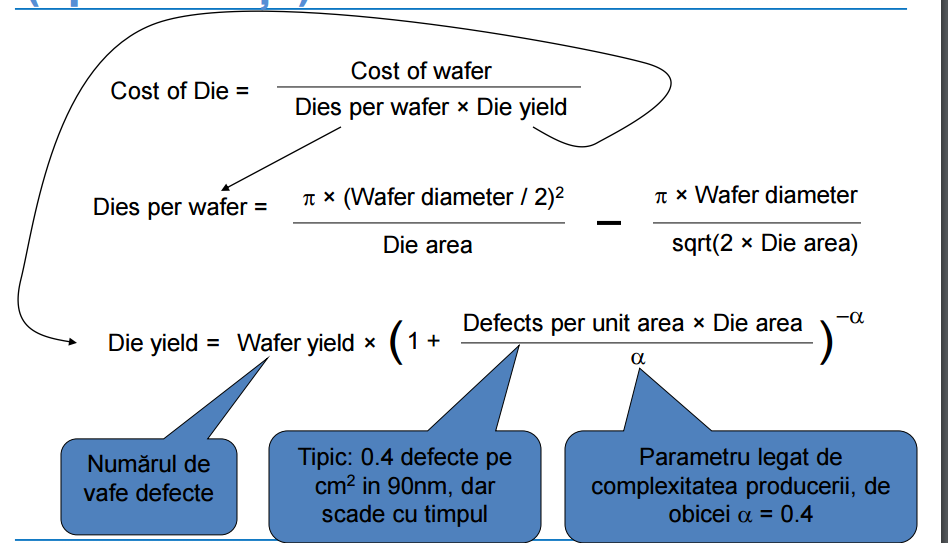 Cost of Die =
Cost of wafer
Dies per wafer × Die yield
Dies per wafer =
π × (Wafer diameter / 2)²
Die area
–
π × Wafer diameter
sqrt(2 × Die area)
Die yield = Wafer yield × (1 +
Defects per unit area × Die area
α
)
–α
Numărul de
vafe defecte
Tipic: 0.4 defecte pe
cm² in 90nm, dar
scade cu timpul
Parametru legat de
complexitatea producerii, de
obicei α = 0.4